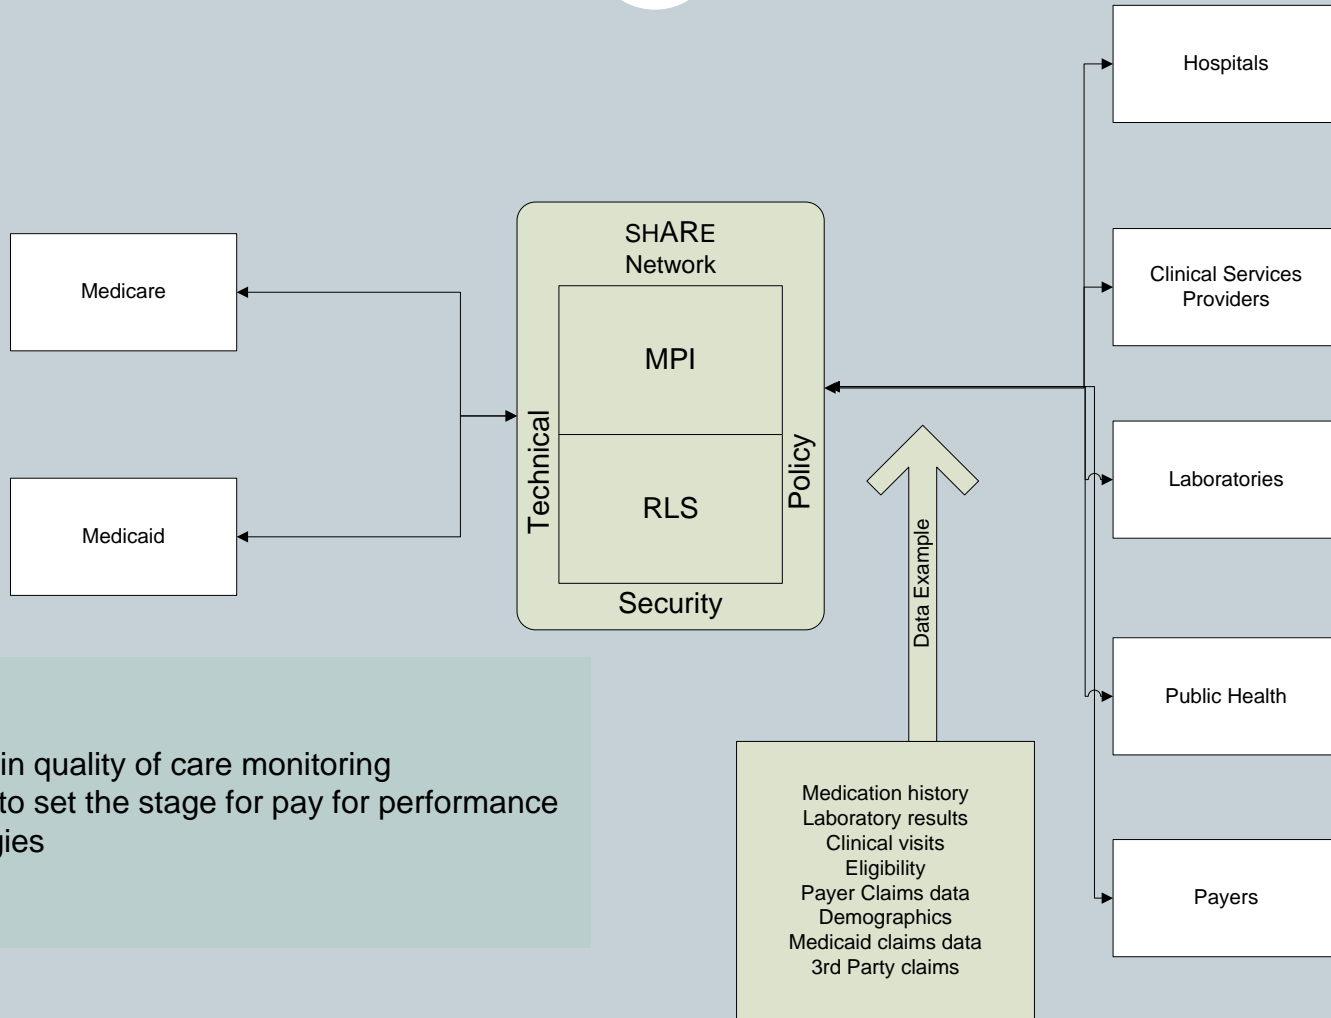 Hospitals
SHARE
Network
Clinical Services
Providers
Medicare
MPI
Technical
Policy
Laboratories
RLS
Medicaid
Data Example
Security
Public Health
in quality of care monitoring
to set the stage for pay for performance
gies
Medication history
Laboratory results
Clinical visits
Eligibility
Payer Claims data
Demographics
Medicaid claims data
3rd Party claims
Payers